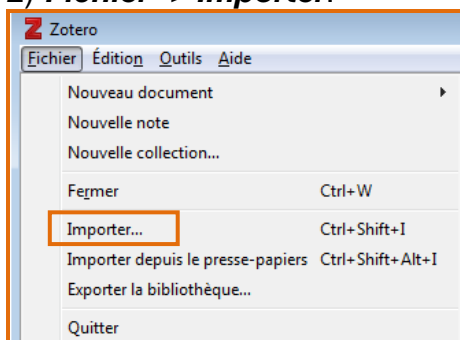 2) Fichier -> Importer.
Z Zotero
Fichier Édition Outils Aide
Nouveau document
Nouvelle note
Nouvelle collection...
Fermer Ctrl+W
Importer... Ctrl+Shift+I
Importer depuis le presse-papiers Ctrl+Shift+Alt+I
Exporter la bibliothèque...
Quitter